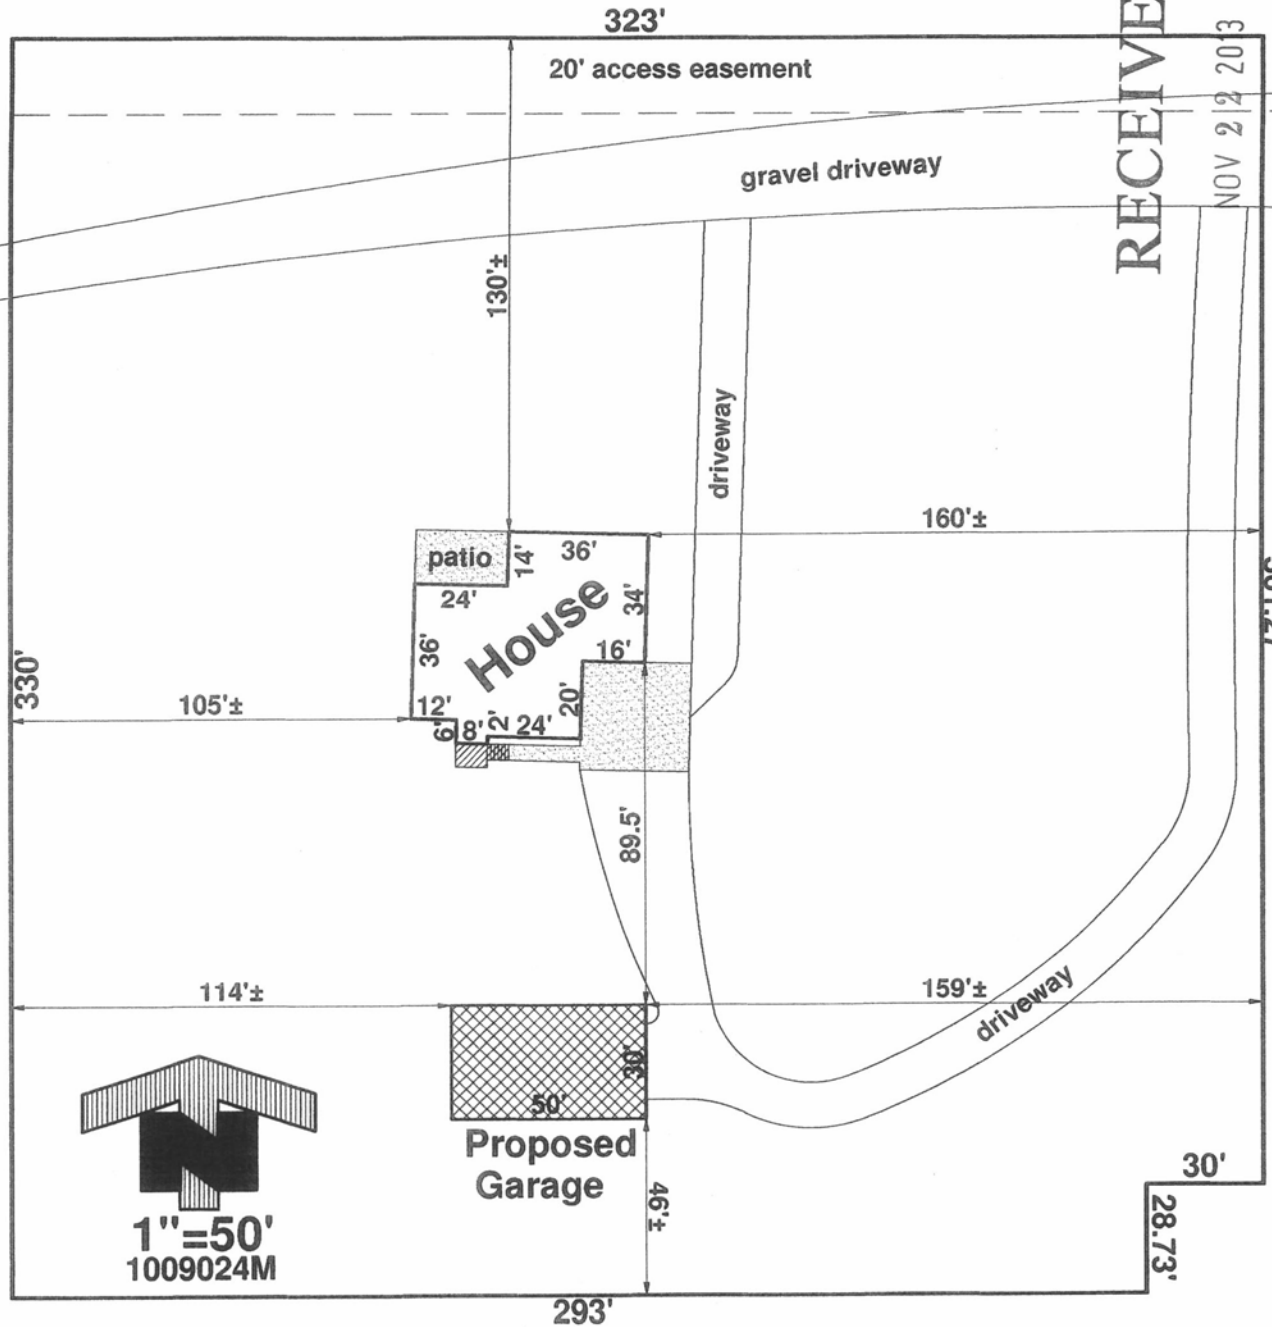 323'
20' access easement
RECEIVE
NOV 2 2 2013
gravel driveway
130'±
driveway
160'±
patio
14'
36'
24'
House
34'
36'
16'
330'
105'±
12'
6'
8'
2'
24'
20'
89.5'
114'±
159'±
driveway
30'
50'
Proposed
Garage
46'±
30'
28.73'
N
1"=50'
1009024M
293'